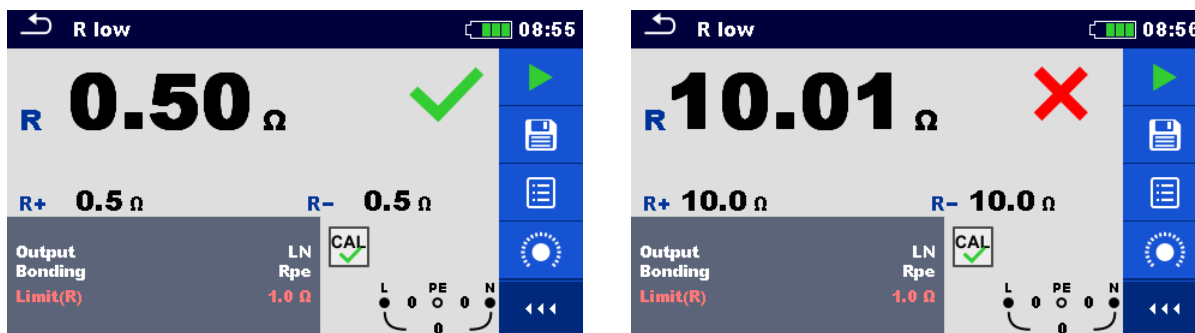 R low 08:55
R 0.50 Ω
R+ 0.5 Ω R- 0.5 Ω
Output LN
Bonding Rpe
Limit(R) 1.0 Ω
CAL
L PE N
0 0
0
R low 08:56
R 10.01 Ω
R+ 10.0 Ω R- 10.0 Ω
Output LN
Bonding Rpe
Limit(R) 1.0 Ω
CAL
L PE N
0 0
0